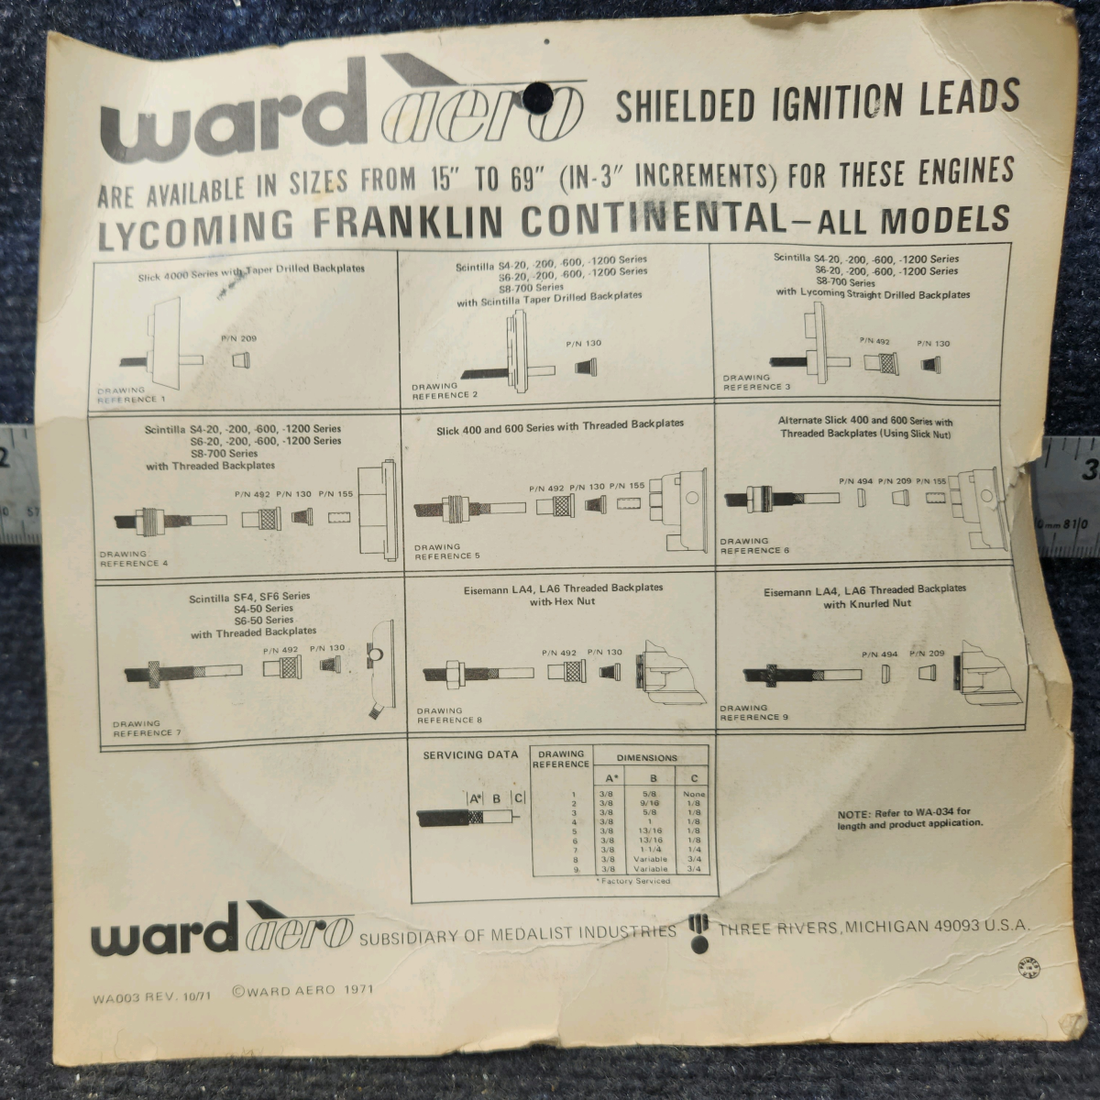 ward aero SHIELDED IGNITION LEADS
ARE AVAILABLE IN SIZES FROM 15" TO 69" (IN-3" INCREMENTS) FOR THESE ENGINES
LYCOMING FRANKLIN CONTINENTAL—ALL MODELS
Slick 4000 Series with Taper Drilled Backplates
P/N 209
DRAWING
REFERENCE 1
Scintilla S4-20, -200, -600, -1200 Series
S6-20, -200, -600, -1200 Series
S8-700 Series
with Scintilla Taper Drilled Backplates
P/N 130
DRAWING
REFERENCE 2
Scintilla S4-20, -200, -600, -1200 Series
S6-20, -200, -600, -1200 Series
S8-700 Series
with Lycoming Straight Drilled Backplates
P/N 492 P/N 130
DRAWING
REFERENCE 3
Scintilla S4-20, -200, -600, -1200 Series
S6-20, -200, -600, -1200 Series
S8-700 Series
with Threaded Backplates
P/N 492 P/N 130 P/N 155
DRAWING
REFERENCE 4
Slick 400 and 600 Series with Threaded Backplates
P/N 492 P/N 130 P/N 155
DRAWING
REFERENCE 5
Alternate Slick 400 and 600 Series with
Threaded Backplates (Using Slick Nut)
P/N 494 P/N 209 P/N 155
DRAWING
REFERENCE 6
Scintilla SF4, SF6 Series
S4-50 Series
S6-50 Series
with Threaded Backplates
P/N 492 P/N 130
DRAWING
REFERENCE 7
Eisemann LA4, LA6 Threaded Backplates
with Hex Nut
P/N 492 P/N 130
DRAWING
REFERENCE 8
Eisemann LA4, LA6 Threaded Backplates
with Knurled Nut
P/N 494 P/N 209
DRAWING
REFERENCE 9
SERVICING DATA
A* B C
DRAWING REFERENCE DIMENSIONS
A* B C
1 3/8 5/8 None
2 3/8 9/16 1/8
3 3/8 5/8 1/8
4 3/8 1 1/8
5 3/8 13/16 1/8
6 3/8 13/16 1/8
7 3/8 1-1/4 1/4
8 3/8 Variable 3/4
9 3/8 Variable 3/4
*Factory Serviced
NOTE: Refer to WA-034 for
length and product application.
ward aero SUBSIDIARY OF MEDALIST INDUSTRIES THREE RIVERS, MICHIGAN 49093 U.S.A.
WA003 REV. 10/71 ©WARD AERO 1971
PRINTED IN U.S.A.
2
3